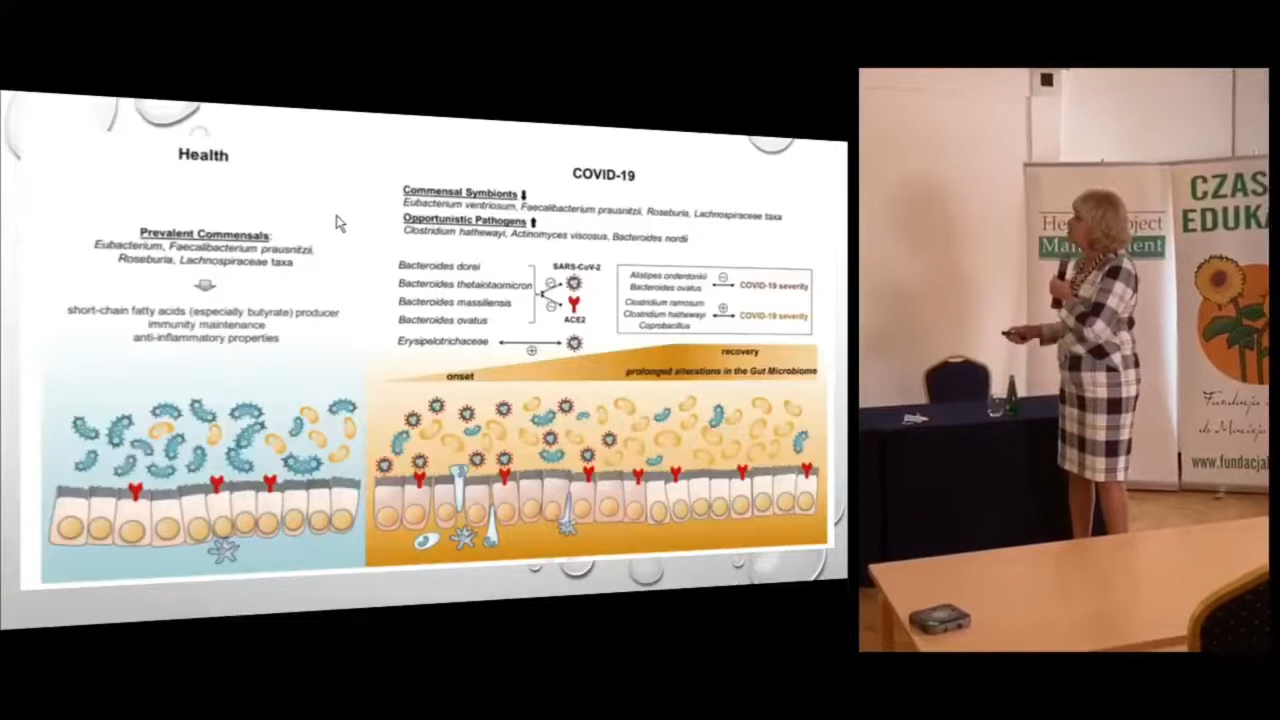 Health
Prevalent Commensals:
Eubacterium, Faecalibacterium prausnitzii,
Roseburia, Lachnospiraceae taxa
short-chain fatty acids (especially butyrate) producer
immunity maintenance
anti-inflammatory properties
COVID-19
Commensal Symbionts
Eubacterium ventriosum, Faecalibacterium prausnitzii, Roseburia, Lachnospiraceae taxa
Opportunistic Pathogens
Clostridium hathewayi, Actinomyces viscosus, Bacteroides nordii
Bacteroides dorei
Bacteroides thetaiotaomicron
Bacteroides massiliensis
Bacteroides ovatus
Erysipelotrichaceae
SARS-CoV-2
ACE2
Alistipes onderdonkii
Bacteroides ovatus
COVID-19 severity
Clostridium ramosum
Clostridium hathewayi
Coprobacillus
COVID-19 severity
onset
recovery
prolonged alterations in the Gut Microbiome
Management
CZAS
EDUKA
Fundacja
www.fundacja